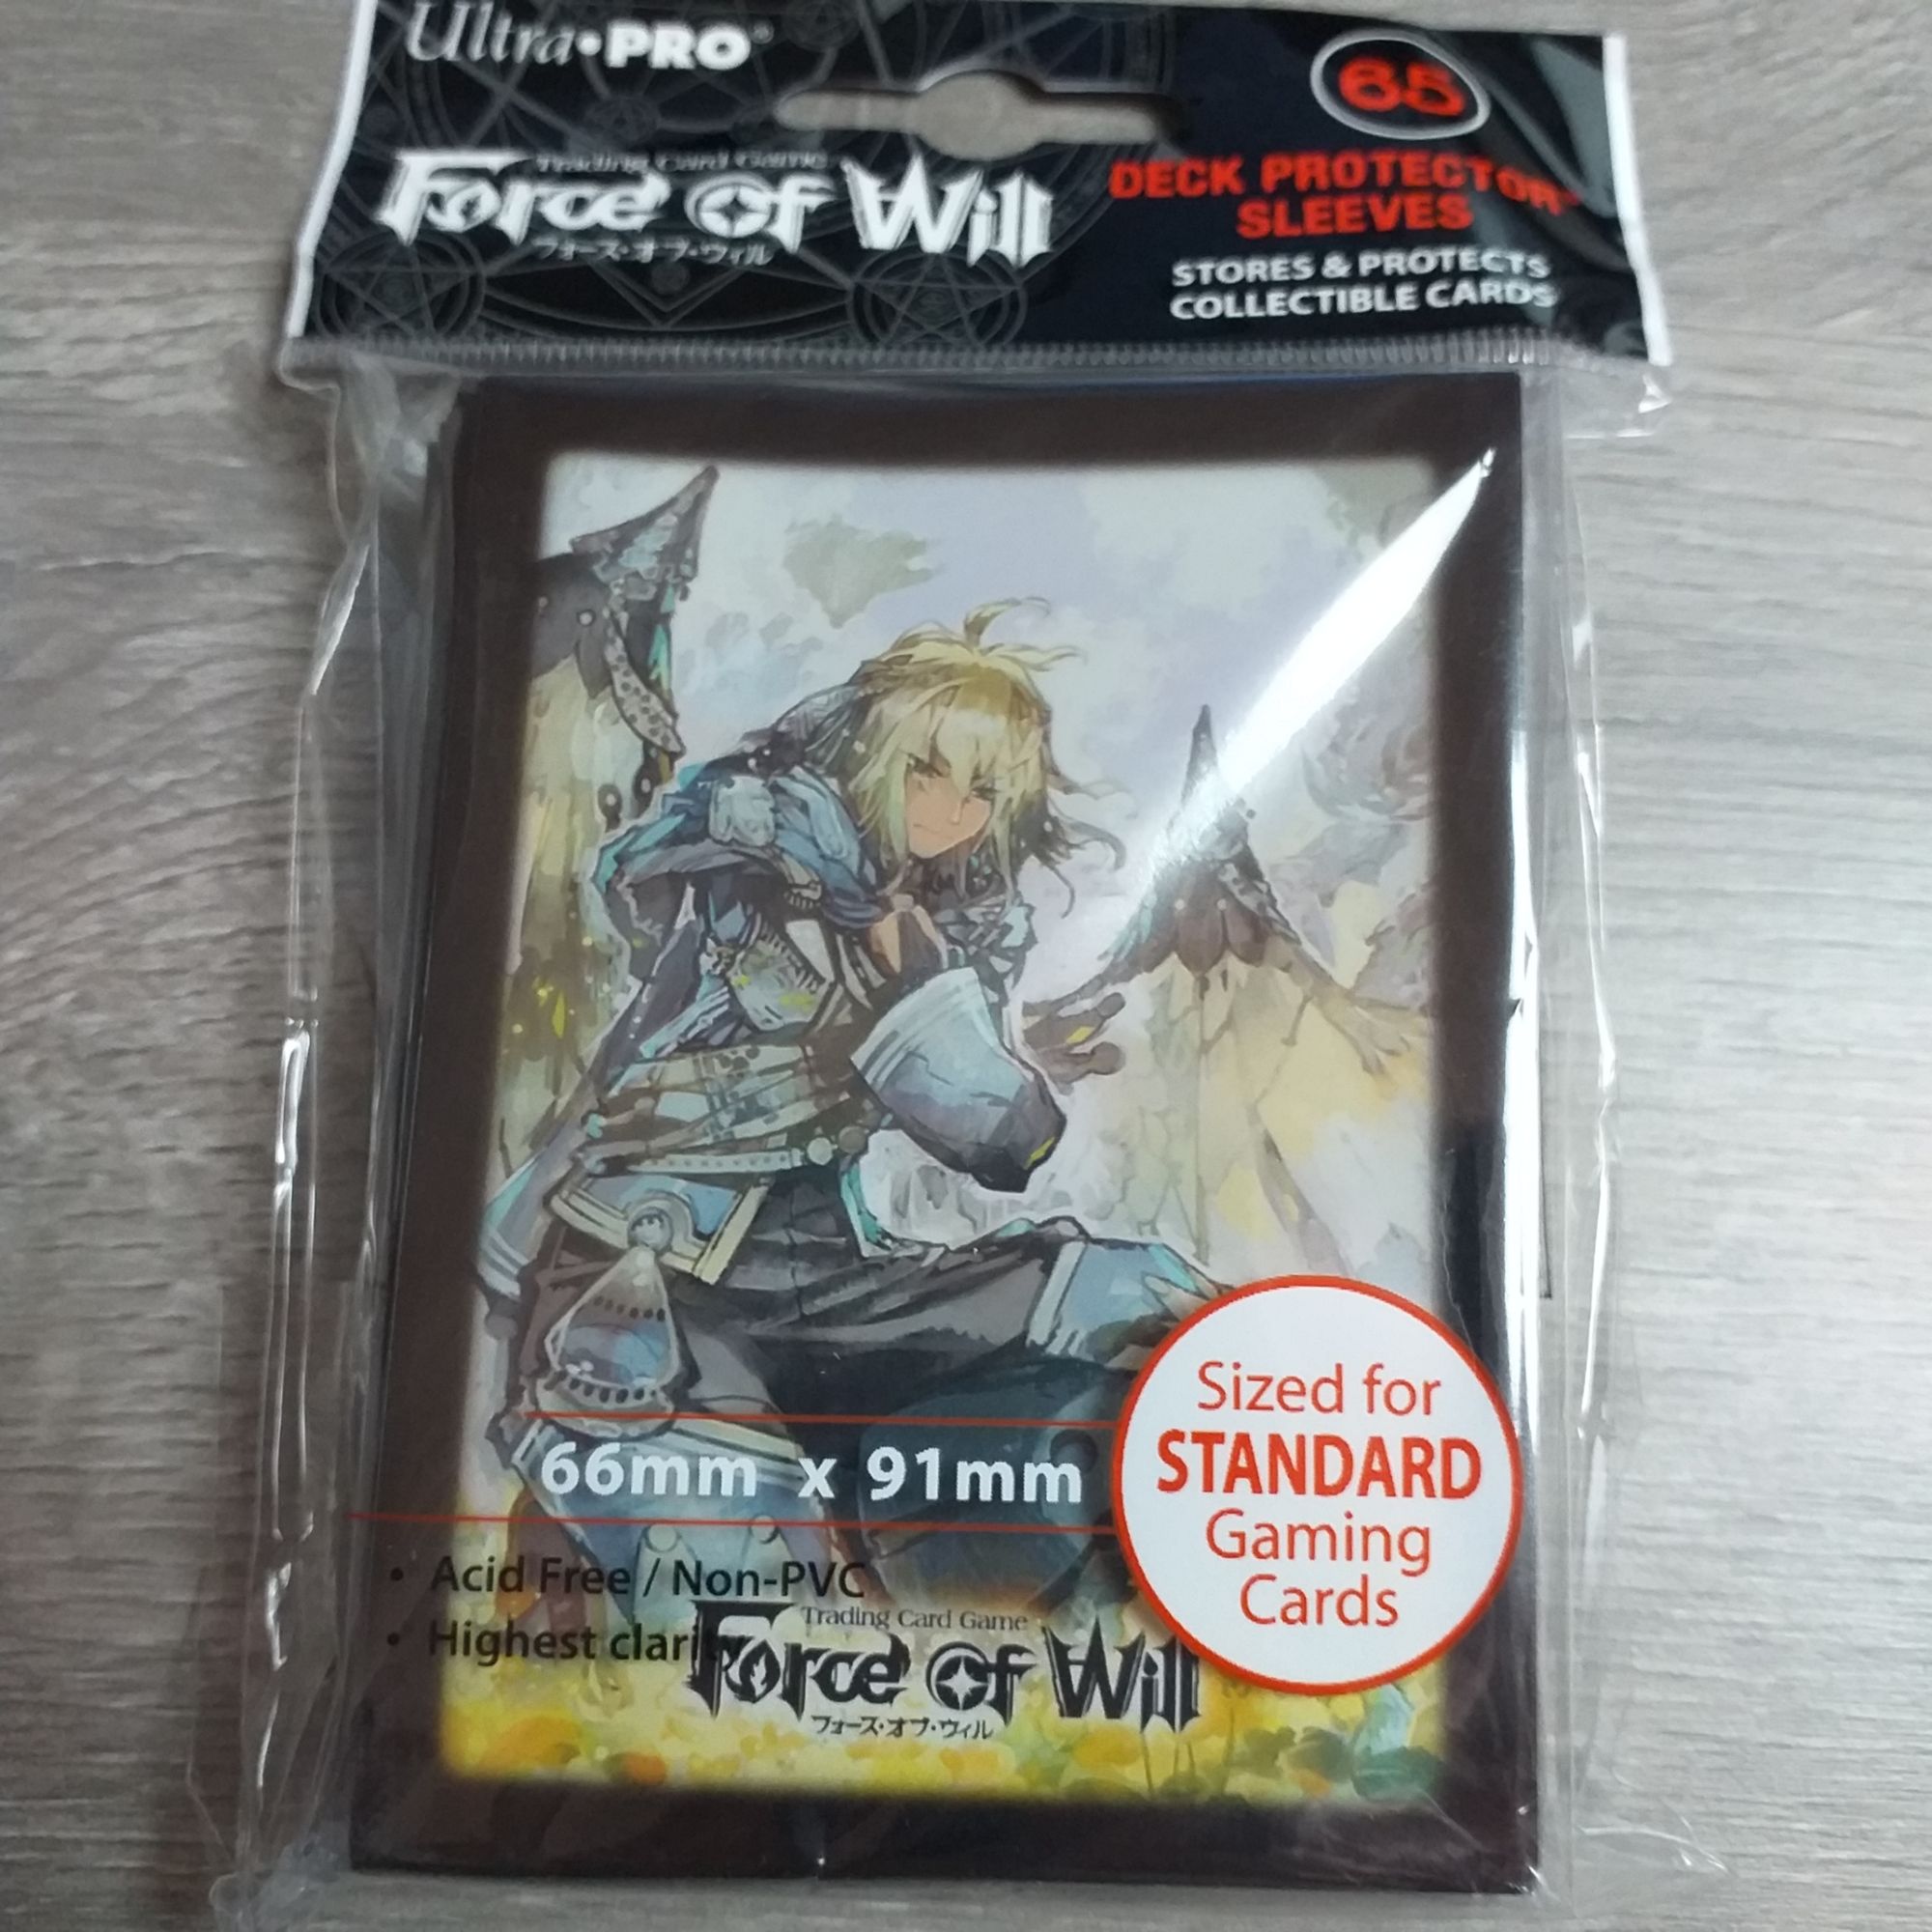 Ultra•PRO®
65
Trading Card Game
Force of Will
フォース・オブ・ウィル
DECK PROTECTOR®
SLEEVES
STORES & PROTECTS
COLLECTIBLE CARDS
66mm x 91mm
Sized for
STANDARD
Gaming
Cards
• Acid Free / Non-PVC
• Highest clarity
Trading Card Game
Force of Will
フォース・オブ・ウィル